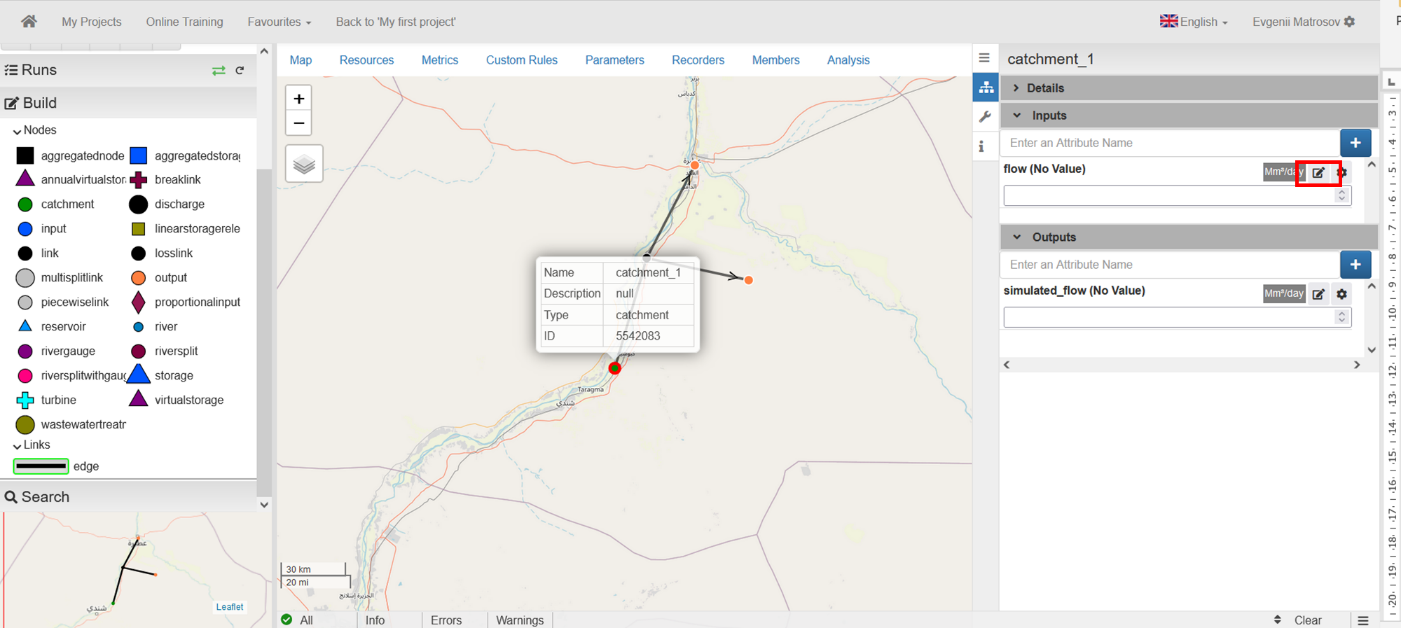 My Projects Online Training Favourites Back to 'My first project' English Evgenii Matrosov
Runs
Build
Nodes
aggregatednode aggregatedstora
annualvirtualstora breaklink
catchment discharge
input linearstoragerele
link losslink
multisplitlink output
piecewiselink proportionalinput
reservoir river
rivergauge riversplit
riversplitwithgaug storage
turbine virtualstorage
wastewatertreatr
Links
edge
Search
شندي
Leaflet
Map Resources Metrics Custom Rules Parameters Recorders Members Analysis
+
−
Name catchment_1
Description null
Type catchment
ID 5542083
Taragma
شندي
30 km
20 mi
All Info Errors Warnings Clear
catchment_1
Details
Inputs
Enter an Attribute Name +
flow (No Value) Mm³/day
Outputs
Enter an Attribute Name +
simulated_flow (No Value) Mm³/day
L
3 4 5 6 7 8 9 10 11 12 13 14 15 16 17 18 19 20